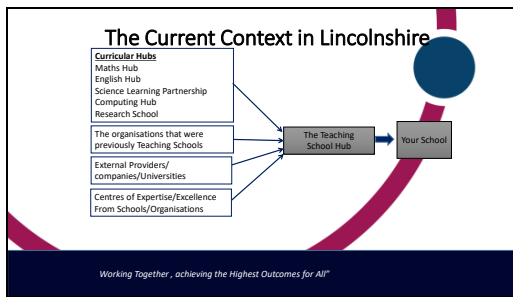 The Current Context in Lincolnshire
Curricular Hubs
Maths Hub
English Hub
Science Learning Partnership
Computing Hub
Research School
The organisations that were
previously Teaching Schools
External Providers/
companies/Universities
Centres of Expertise/Excellence
From Schools/Organisations
The Teaching
School Hub
Your School
Working Together , achieving the Highest Outcomes for All"